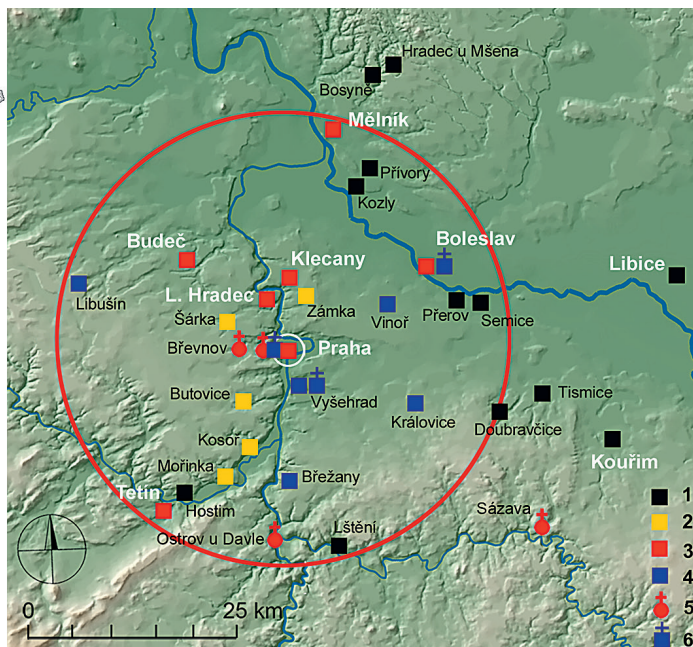 Hradec u Mšena
Bosyně
Mělník
Přívory
Kozly
Budeč
Boleslav
Klecany
Libice
Libušín
L. Hradec
Zámka
Vinoř
Přerov
Semice
Šárka
Břevnov
Praha
Butovice
Vyšehrad
Královice
Tismice
Doubravčice
Kosoř
Kouřim
Mořinka
Břežany
Tetín
Hostim
Sázava
Ostrov u Davle
Lštění
1
2
3
4
5
6
0
25 km